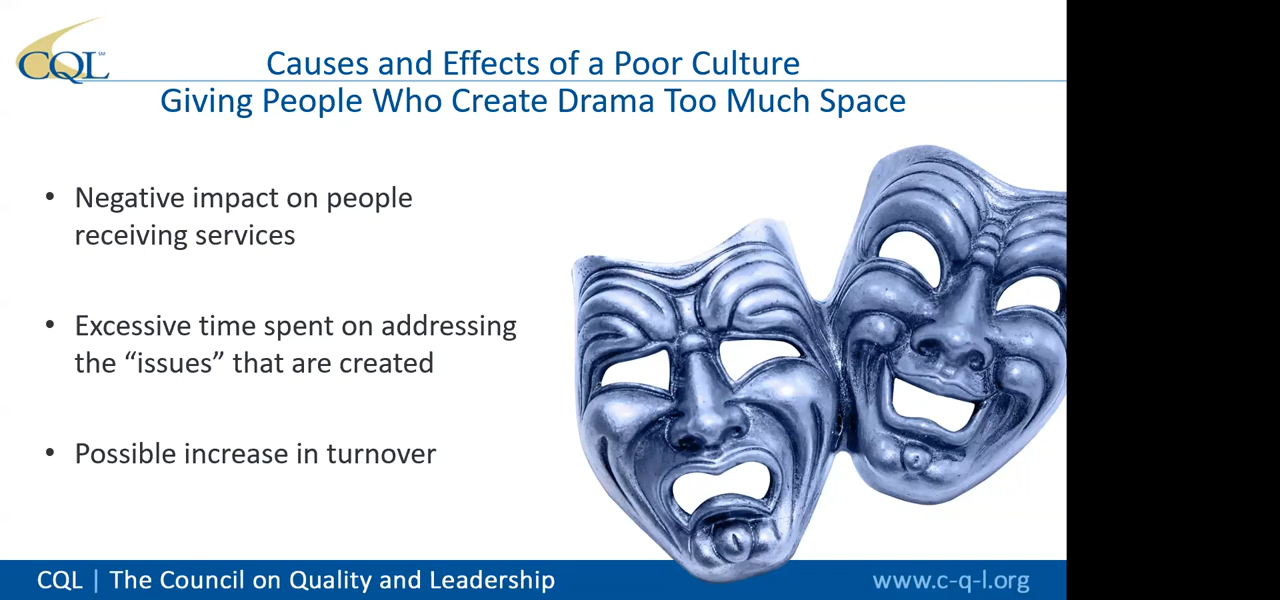 CQL
SM
Causes and Effects of a Poor Culture
Giving People Who Create Drama Too Much Space
• Negative impact on people
receiving services
• Excessive time spent on addressing
the “issues” that are created
• Possible increase in turnover
CQL | The Council on Quality and Leadership
www.c-q-l.org